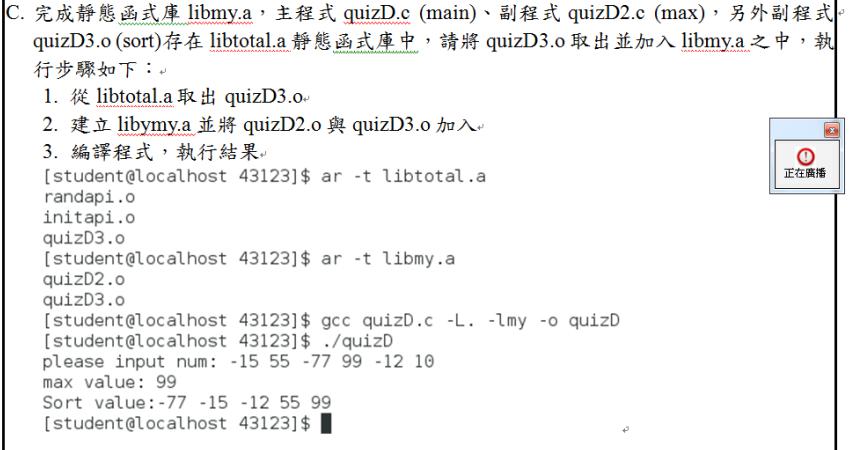 C. 完成靜態函式庫 libmy.a，主程式 quizD.c (main)、副程式 quizD2.c (max)，另外副程式
quizD3.o (sort)存在 libtotal.a 靜態函式庫中，請將 quizD3.o 取出並加入 libmy.a 之中，執
行步驟如下：
1. 從 libtotal.a 取出 quizD3.o
2. 建立 libymy.a 並將 quizD2.o 與 quizD3.o 加入
3. 編譯程式，執行結果
[student@localhost 43123]$ ar -t libtotal.a
randapi.o
initapi.o
quizD3.o
[student@localhost 43123]$ ar -t libmy.a
quizD2.o
quizD3.o
[student@localhost 43123]$ gcc quizD.c -L. -lmy -o quizD
[student@localhost 43123]$ ./quizD
please input num: -15 55 -77 99 -12 10
max value: 99
Sort value:-77 -15 -12 55 99
[student@localhost 43123]$
正在廣播